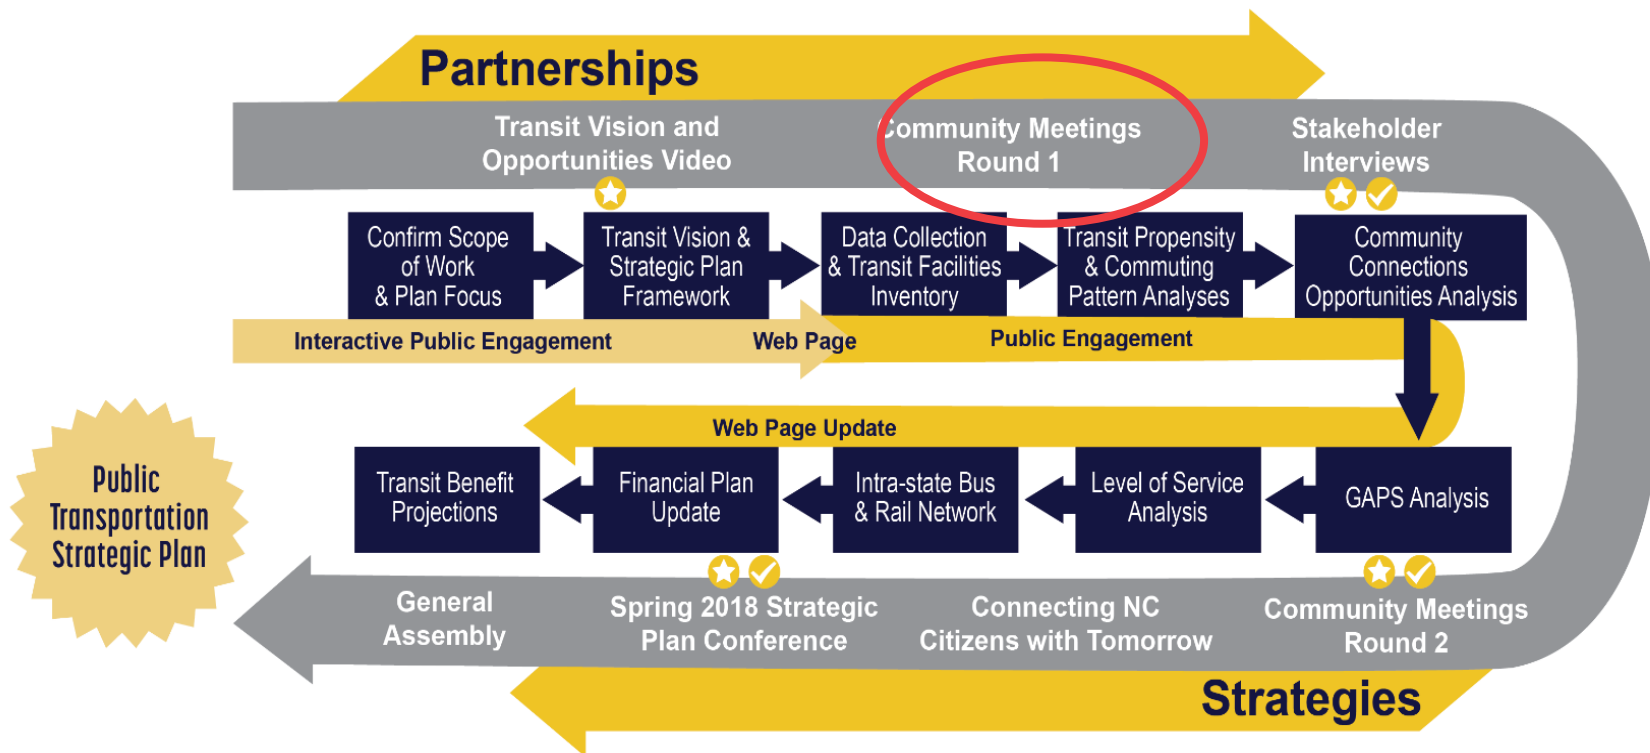 Partnerships
Transit Vision and
Opportunities Video
Community Meetings
Round 1
Stakeholder
Interviews
Confirm Scope
of Work
& Plan Focus
Transit Vision &
Strategic Plan
Framework
Data Collection
& Transit Facilities
Inventory
Transit Propensity
& Commuting
Pattern Analyses
Community
Connections
Opportunities Analysis
Interactive Public Engagement
Web Page
Public Engagement
Web Page Update
Public
Transportation
Strategic Plan
Transit Benefit
Projections
Financial Plan
Update
Intra-state Bus
& Rail Network
Level of Service
Analysis
GAPS Analysis
General
Assembly
Spring 2018 Strategic
Plan Conference
Connecting NC
Citizens with Tomorrow
Community Meetings
Round 2
Strategies